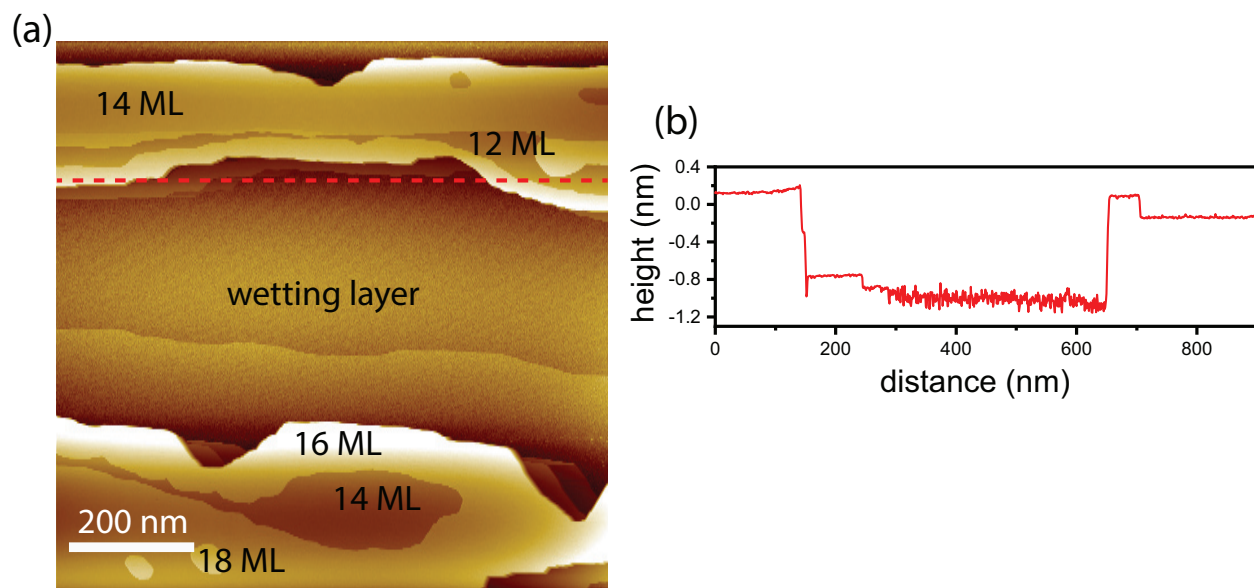 (a)
14 ML
12 ML
wetting layer
16 ML
14 ML
200 nm
18 ML
(b)
height (nm)
0.4
0.0
-0.4
-0.8
-1.2
0 200 400 600 800
distance (nm)